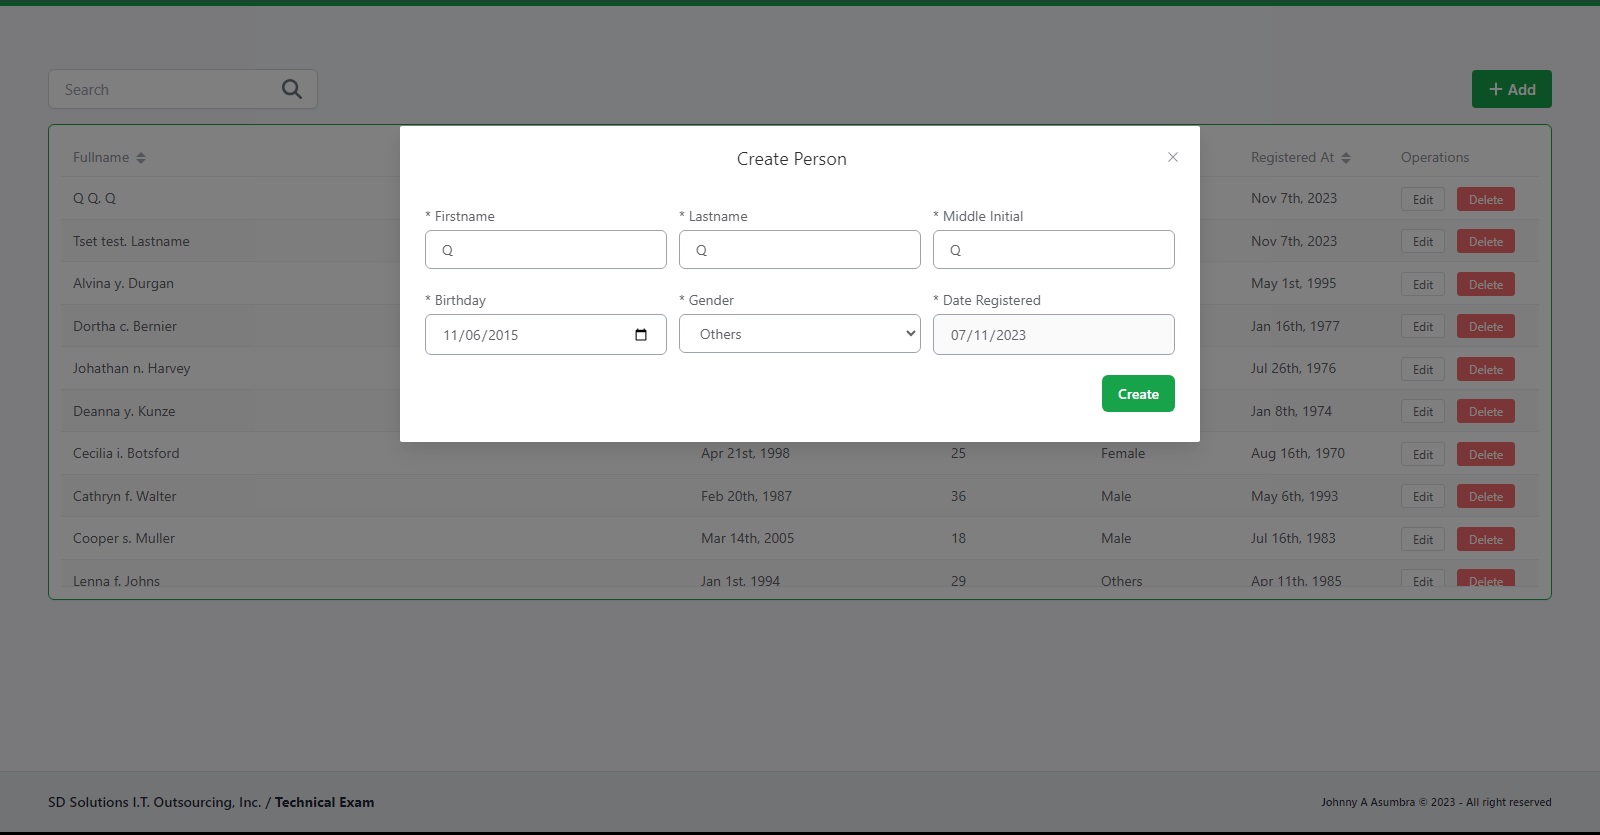 Search
+ Add
Fullname
Registered At
Operations
Create Person
* Firstname
* Lastname
* Middle Initial
Q
Q
Q
* Birthday
* Gender
* Date Registered
11/06/2015
Others
07/11/2023
Create
Q Q. Q
Nov 7th, 2023
Edit
Delete
Tset test. Lastname
Nov 7th, 2023
Edit
Delete
Alvina y. Durgan
May 1st, 1995
Edit
Delete
Dortha c. Bernier
Jan 16th, 1977
Edit
Delete
Johathan n. Harvey
Jul 26th, 1976
Edit
Delete
Deanna y. Kunze
Jan 8th, 1974
Edit
Delete
Cecilia i. Botsford
Apr 21st, 1998
25
Female
Aug 16th, 1970
Edit
Delete
Cathryn f. Walter
Feb 20th, 1987
36
Male
May 6th, 1993
Edit
Delete
Cooper s. Muller
Mar 14th, 2005
18
Male
Jul 16th, 1983
Edit
Delete
Lenna f. Johns
Jan 1st, 1994
29
Others
Apr 11th, 1985
Edit
Delete
SD Solutions I.T. Outsourcing, Inc. / Technical Exam
Johnny A Asumbra © 2023 - All right reserved